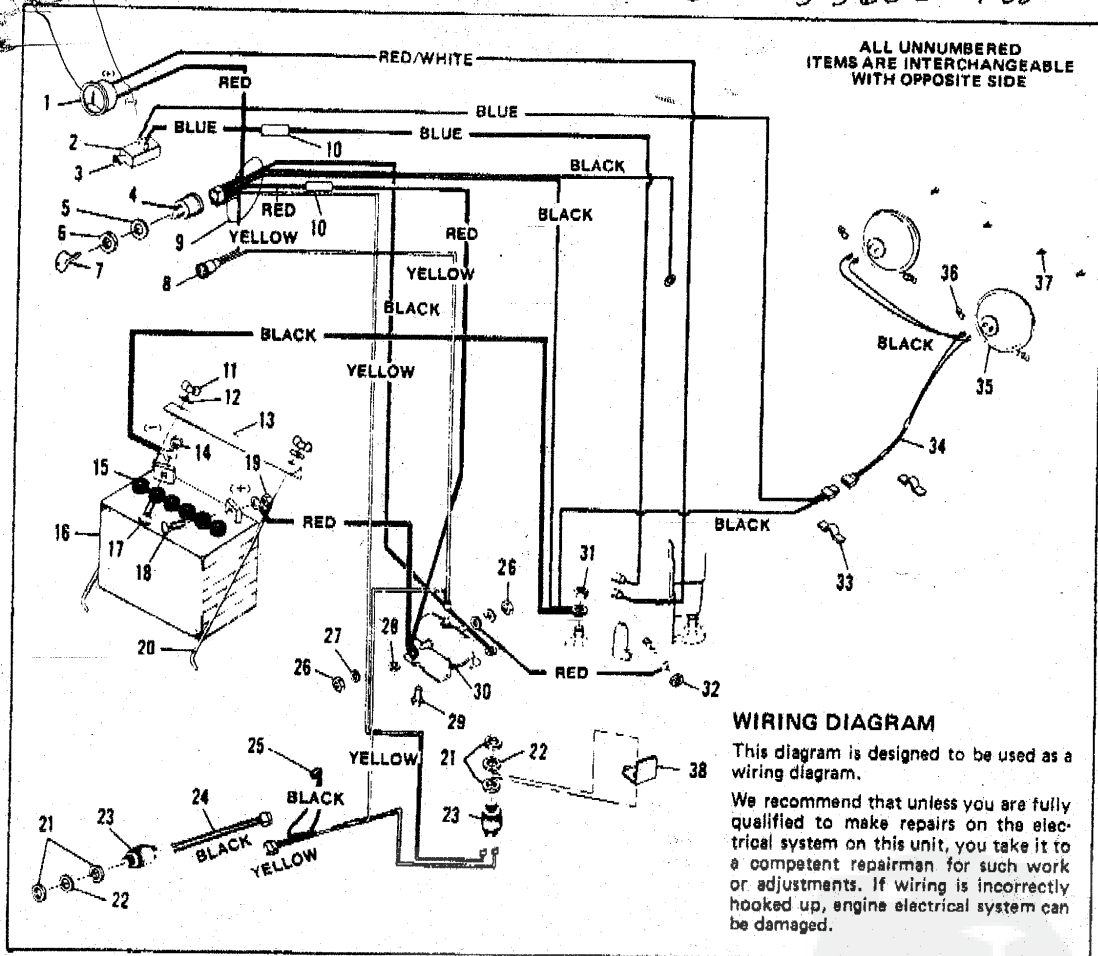 ALL UNNUMBERED
ITEMS ARE INTERCHANGEABLE
WITH OPPOSITE SIDE
RED/WHITE
(+)
RED
1
(-)
BLUE
2
BLUE
BLUE
3
10
BLACK
4
5
RED
10
BLACK
6
9
YELLOW
RED
7
8
YELLOW
36
37
BLACK
BLACK
BLACK
11
YELLOW
35
12
13
(-)
14
34
15
19
(+)
16
RED
BLACK
17
18
31
33
26
20
27
28
26
30
RED
32
29
WIRING DIAGRAM
This diagram is designed to be used as a
wiring diagram.
We recommend that unless you are fully
qualified to make repairs on the elec-
trical system on this unit, you take it to
a competent repairman for such work
or adjustments. If wiring is incorrectly
hooked up, engine electrical system can
be damaged.
25
YELLOW
21
22
38
24
BLACK
23
23
21
BLACK
YELLOW
22